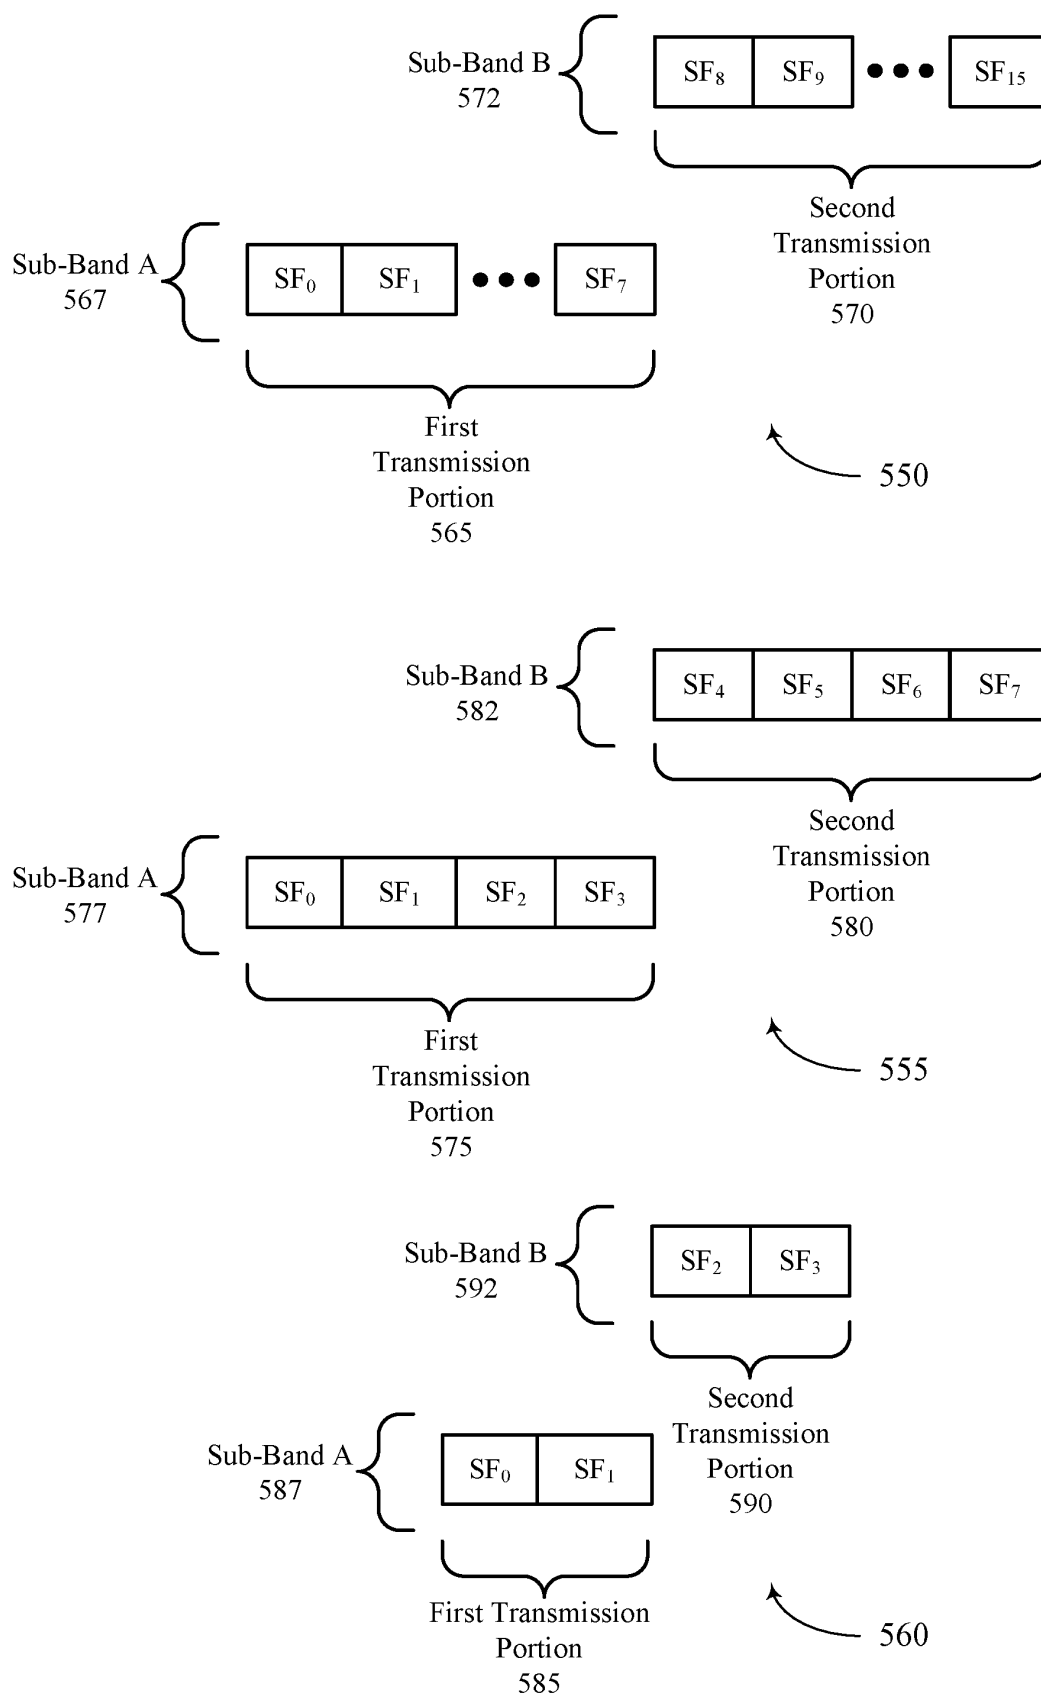 Sub-Band B
572
SF8 SF9 SF15
Second
Transmission
Portion
570
Sub-Band A
567
SF0 SF1 SF7
First
Transmission
Portion
565
550
Sub-Band B
582
SF4 SF5 SF6 SF7
Second
Transmission
Portion
580
Sub-Band A
577
SF0 SF1 SF2 SF3
First
Transmission
Portion
575
555
Sub-Band B
592
SF2 SF3
Second
Transmission
Portion
590
Sub-Band A
587
SF0 SF1
First Transmission
Portion
585
560